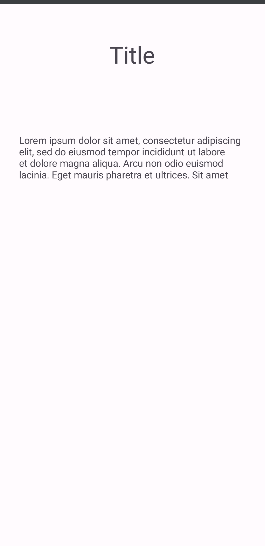 Title
Lorem ipsum dolor sit amet, consectetur adipiscing
elit, sed do eiusmod tempor incididunt ut labore
et dolore magna aliqua. Arcu non odio euismod
lacinia. Eget mauris pharetra et ultrices. Sit amet